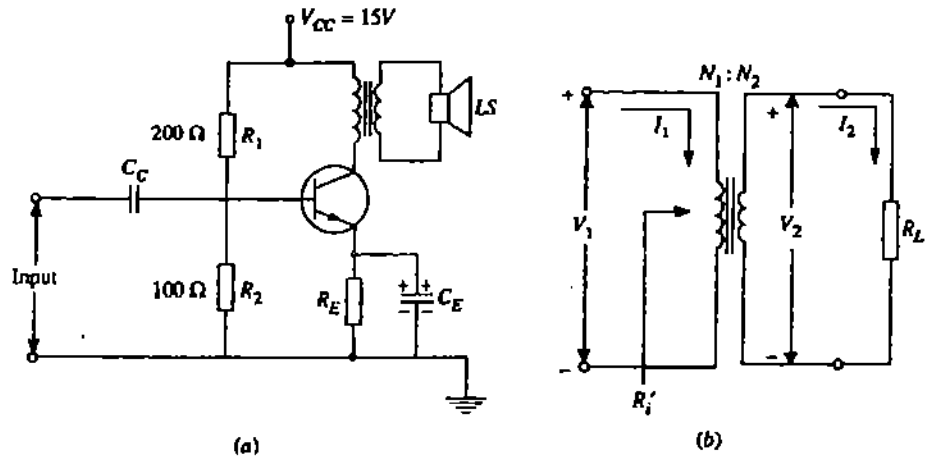 V_CC = 15V
200 Ω R_1
LS
C_C
Input
100 Ω R_2
R_E
C_E
(a)
N_1 : N_2
+
I_1
+
I_2
V_1
V_2
R_L
-
-
R_i'
(b)